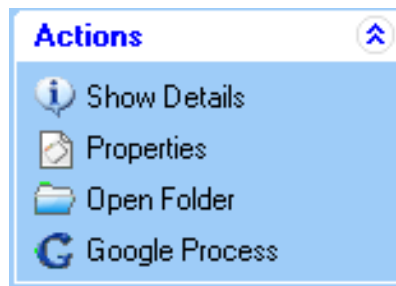 Actions
Show Details
Properties
Open Folder
Google Process